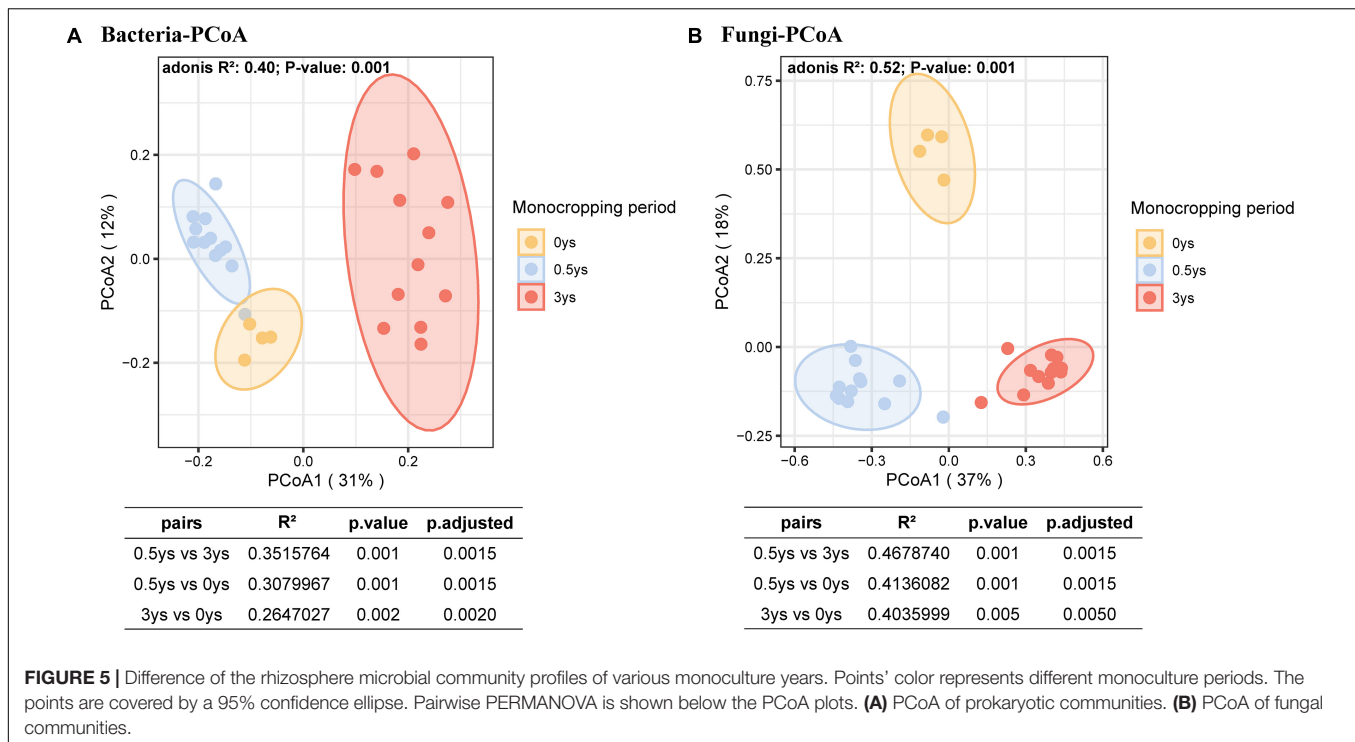 A Bacteria-PCoA
adonis R²: 0.40; P-value: 0.001
PCoA2 ( 12% )
0.2
0.0
−0.2
−0.2 0.0 0.2
PCoA1 ( 31% )
Monocropping period
0ys
0.5ys
3ys
pairs R² p.value p.adjusted
0.5ys vs 3ys 0.3515764 0.001 0.0015
0.5ys vs 0ys 0.3079967 0.001 0.0015
3ys vs 0ys 0.2647027 0.002 0.0020
B Fungi-PCoA
adonis R²: 0.52; P-value: 0.001
PCoA2 ( 18% )
0.75
0.50
0.25
0.00
−0.25
−0.6 −0.3 0.0 0.3 0.6
PCoA1 ( 37% )
Monocropping period
0ys
0.5ys
3ys
pairs R² p.value p.adjusted
0.5ys vs 3ys 0.4678740 0.001 0.0015
0.5ys vs 0ys 0.4136082 0.001 0.0015
3ys vs 0ys 0.4035999 0.005 0.0050
FIGURE 5 | Difference of the rhizosphere microbial community profiles of various monoculture years. Points' color represents different monoculture periods. The
points are covered by a 95% confidence ellipse. Pairwise PERMANOVA is shown below the PCoA plots. (A) PCoA of prokaryotic communities. (B) PCoA of fungal
communities.